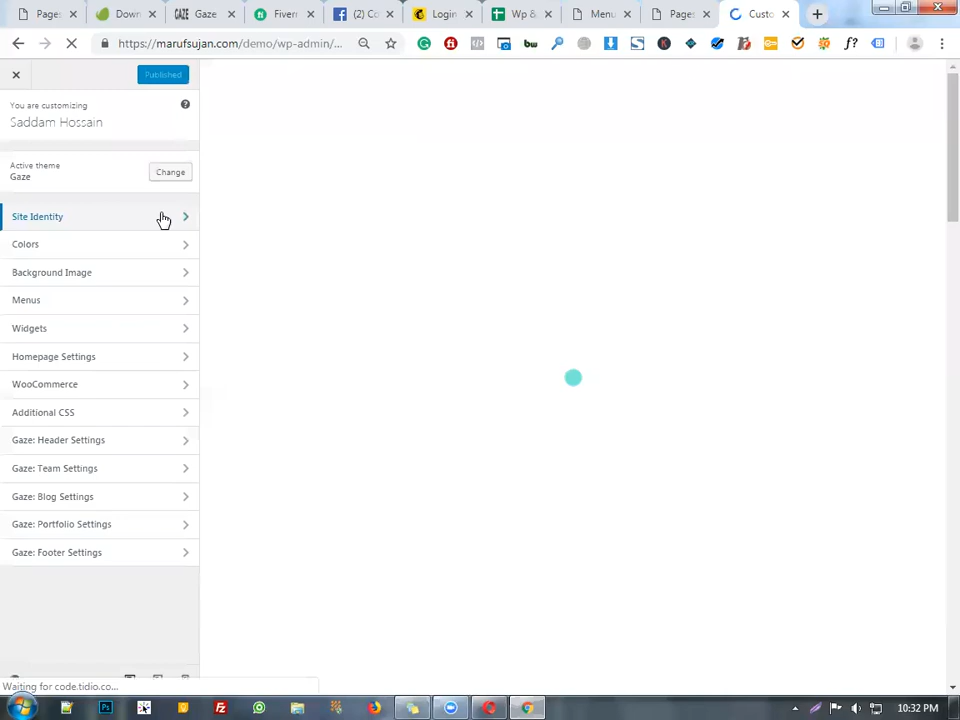 Pages
Down
GAZE Gaze
Fiverr
(2) Co
Login
Wp &
Menu
Pages
Custo
https://marufsujan.com/demo/wp-admin/...
Published
You are customizing
Saddam Hossain
Active theme
Gaze
Change
Site Identity
Colors
Background Image
Menus
Widgets
Homepage Settings
WooCommerce
Additional CSS
Gaze: Header Settings
Gaze: Team Settings
Gaze: Blog Settings
Gaze: Portfolio Settings
Gaze: Footer Settings
Waiting for code.tidio.co...
10:32 PM